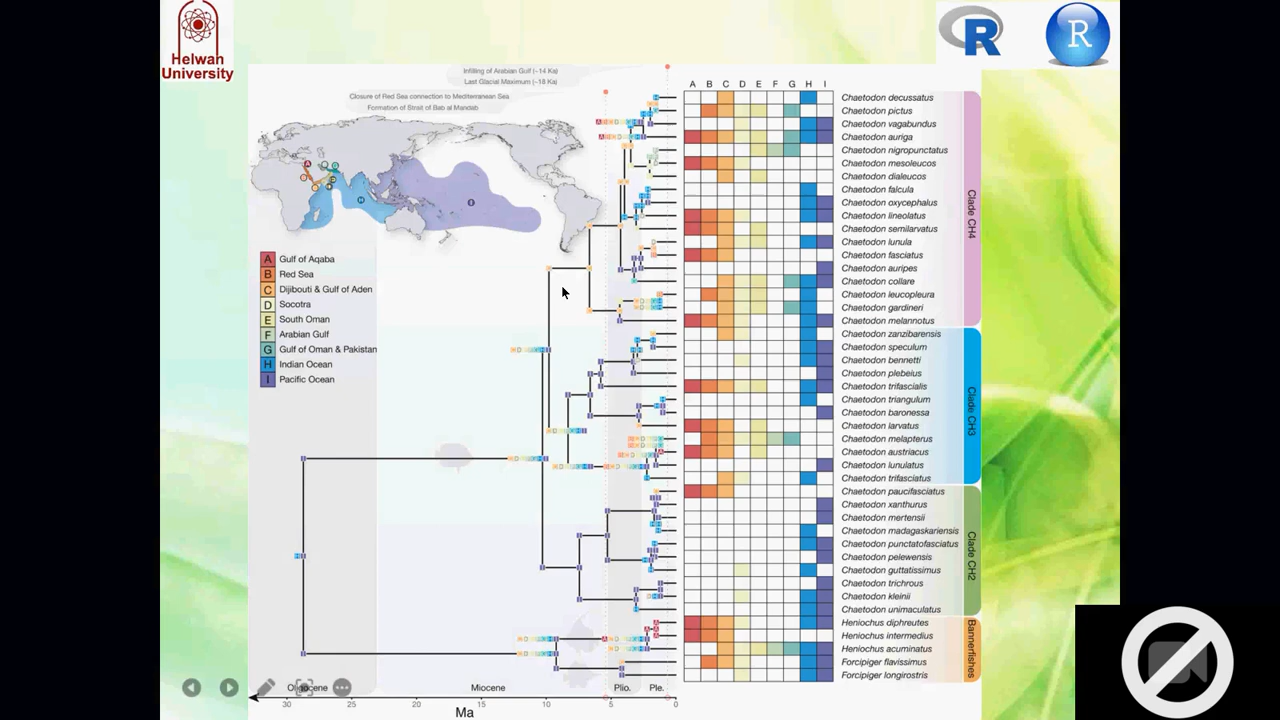 Helwan
University
R
R
Infilling of Arabian Gulf (~14 Ka)
Last Glacial Maximum (~18 Ka)
Closure of Red Sea connection to Mediterranean Sea
Formation of Strait of Bab al Mandab
A Gulf of Aqaba
B Red Sea
C Dijibouti & Gulf of Aden
D Socotra
E South Oman
F Arabian Gulf
G Gulf of Oman & Pakistan
H Indian Ocean
I Pacific Ocean
A B C D E F G H I
Chaetodon decussatus
Chaetodon pictus
Chaetodon vagabundus
Chaetodon auriga
Chaetodon nigropunctatus
Chaetodon mesoleucos
Chaetodon dialeucos
Chaetodon falcula
Chaetodon oxycephalus
Chaetodon lineolatus
Chaetodon semilarvatus
Chaetodon lunula
Chaetodon fasciatus
Chaetodon auripes
Chaetodon collare
Chaetodon leucopleura
Chaetodon gardineri
Chaetodon melannotus
Clade CH4
Chaetodon zanzibarensis
Chaetodon speculum
Chaetodon bennetti
Chaetodon plebeius
Chaetodon trifascialis
Chaetodon triangulum
Chaetodon baronessa
Chaetodon larvatus
Chaetodon melapterus
Chaetodon austriacus
Chaetodon lunulatus
Chaetodon trifasciatus
Clade CH3
Chaetodon paucifasciatus
Chaetodon xanthurus
Chaetodon mertensii
Chaetodon madagaskariensis
Chaetodon punctatofasciatus
Chaetodon pelewensis
Chaetodon guttatissimus
Chaetodon trichrous
Chaetodon kleinii
Chaetodon unimaculatus
Clade CH2
Heniochus diphreutes
Heniochus intermedius
Heniochus acuminatus
Forcipiger flavissimus
Forcipiger longirostris
Bannerfishes
Oligocene Miocene Plio. Ple.
30 25 20 15 10 5 0
Ma